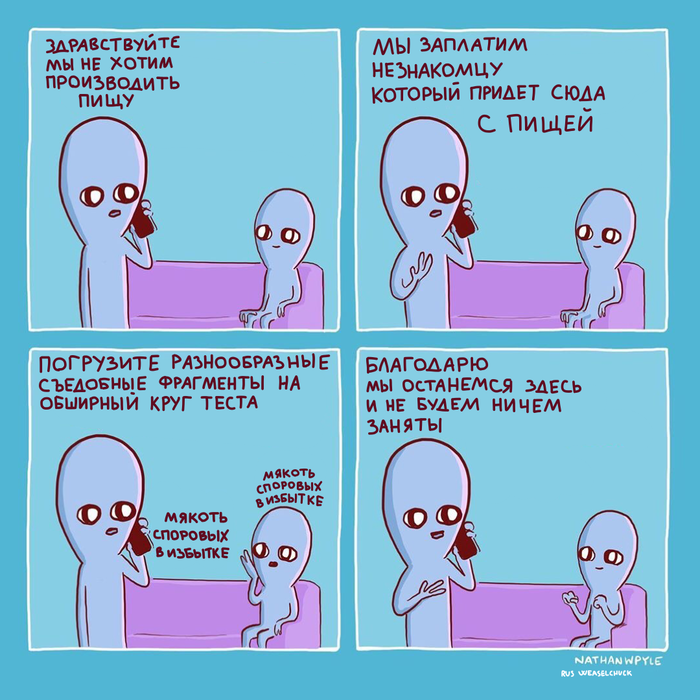 ЗДРАВСТВУЙТЕ
МЫ НЕ ХОТИМ
ПРОИЗВОДИТЬ
ПИЩУ
МЫ ЗАПЛАТИМ
НЕЗНАКОМЦУ
КОТОРЫЙ ПРИДЕТ СЮДА
С ПИЩЕЙ
ПОГРУЗИТЕ РАЗНООБРАЗНЫЕ
СЪЕДОБНЫЕ ФРАГМЕНТЫ НА
ОБШИРНЫЙ КРУГ ТЕСТА
МЯКОТЬ
СПОРОВЫХ
В ИЗБЫТКЕ
МЯКОТЬ
СПОРОВЫХ
В ИЗБЫТКЕ
БЛАГОДАРЮ
МЫ ОСТАНЕМСЯ ЗДЕСЬ
И НЕ БУДЕМ НИЧЕМ
ЗАНЯТЫ
NATHANWPYLE
RUS WEASELCHUCK